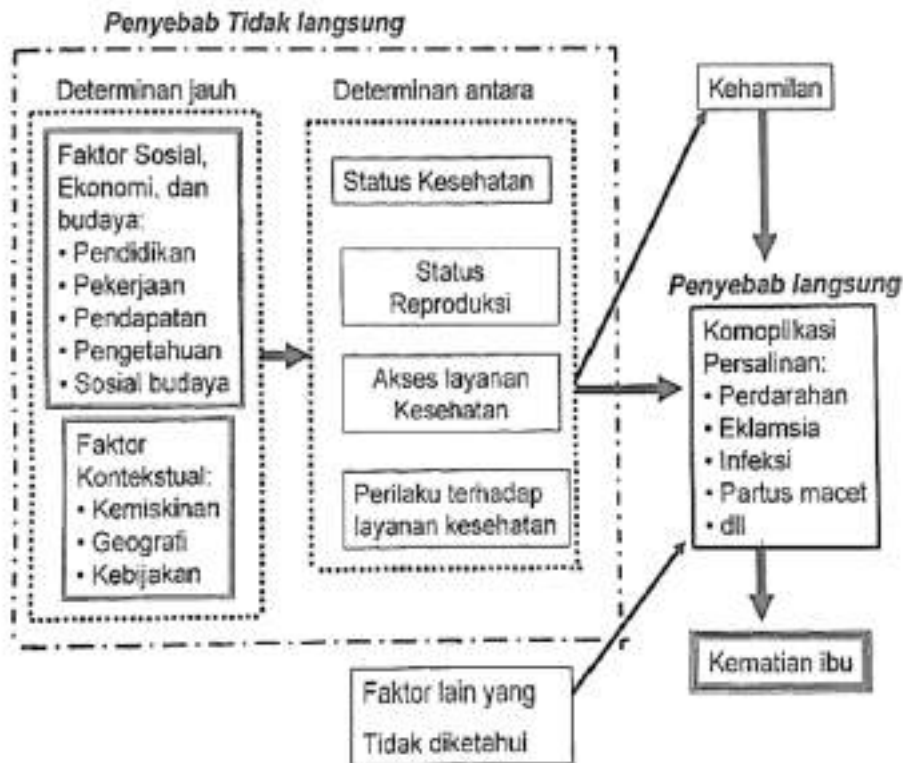 Penyebab Tidak langsung
Determinan jauh
Faktor Sosial,
Ekonomi, dan
budaya:
• Pendidikan
• Pekerjaan
• Pendapatan
• Pengetahuan
• Sosial budaya
Faktor
Kontekstual:
• Kemiskinan
• Geografi
• Kebijakan
Determinan antara
Status Kesehatan
Status
Reproduksi
Akses layanan
Kesehatan
Perilaku terhadap
layanan kesehatan
Kehamilan
Penyebab langsung
Komoplikasi
Persalinan:
• Perdarahan
• Eklamsia
• Infeksi
• Partus macet
• dll
Kematian ibu
Faktor lain yang
Tidak diketahui